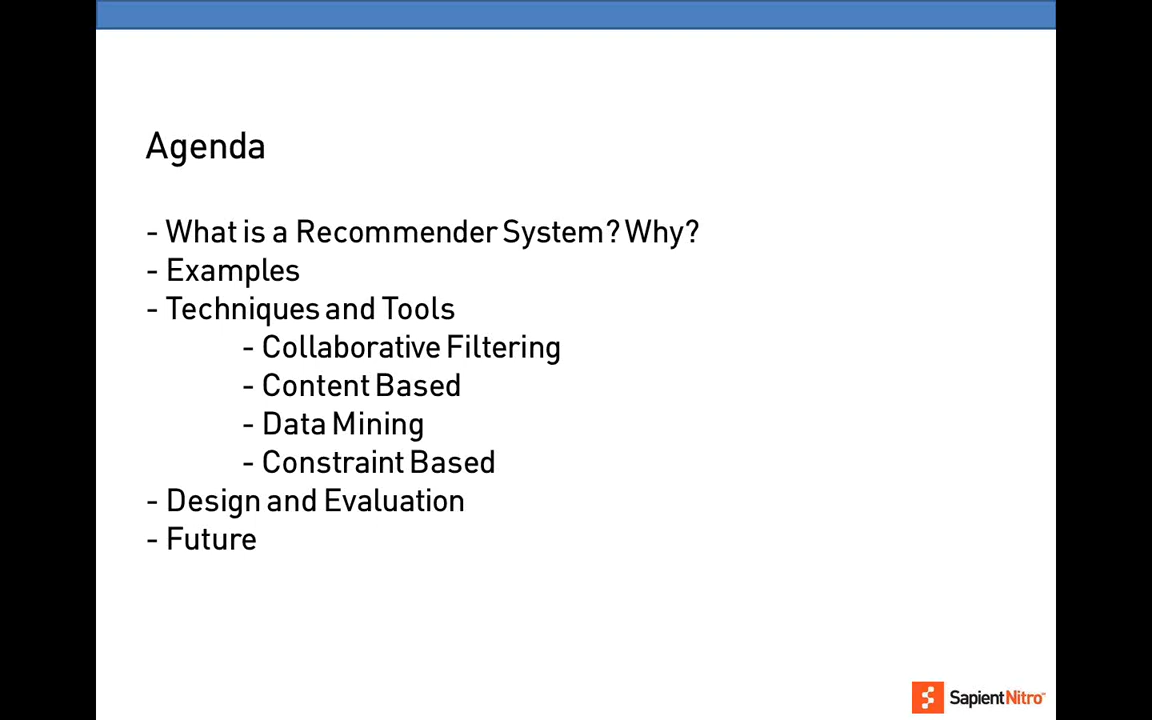 Agenda
- What is a Recommender System? Why?
- Examples
- Techniques and Tools
- Collaborative Filtering
- Content Based
- Data Mining
- Constraint Based
- Design and Evaluation
- Future
SapientNitro™